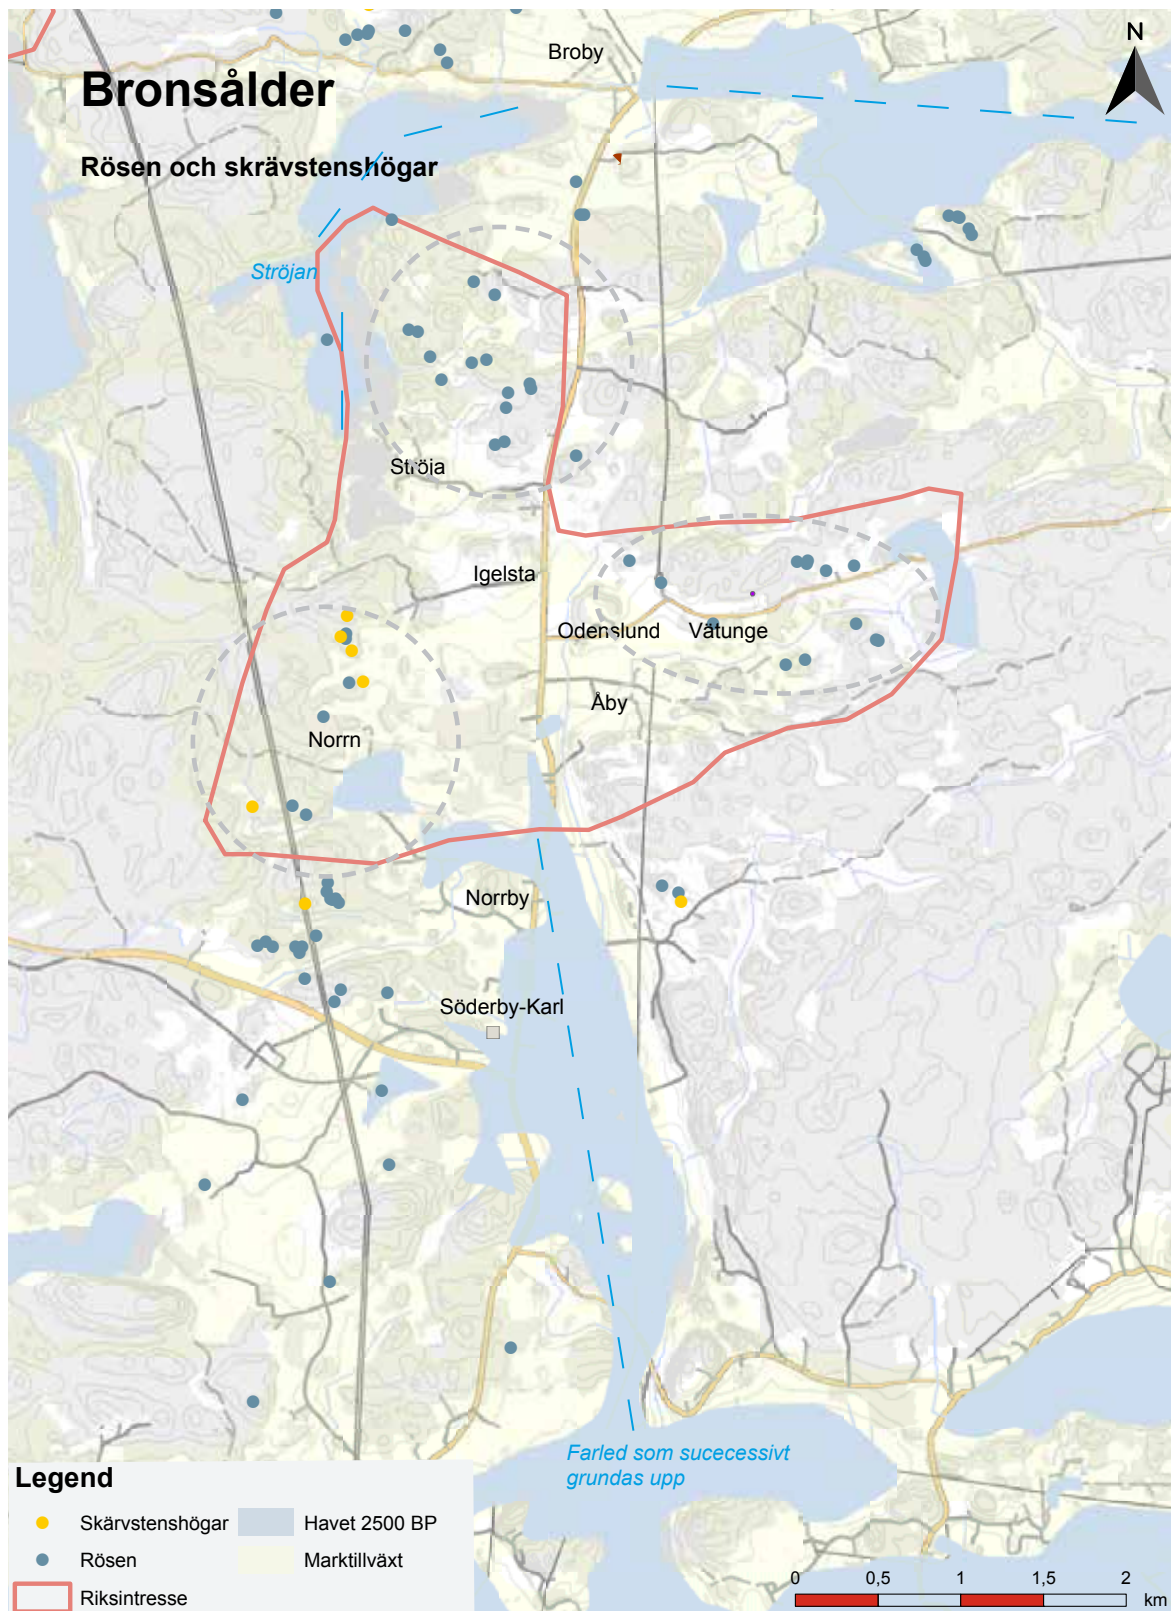 Bronsålder
Rösen och skrävstenshögar
Broby
N
Ströjan
Ströja
Igelsta
Odenslund
Vätunge
Åby
Norrn
Norrby
Söderby-Karl
Farled som sucecessivt
grundas upp
Legend
Skärvstenshögar
Havet 2500 BP
Rösen
Marktillväxt
Riksintresse
0
0,5
1
1,5
2
km